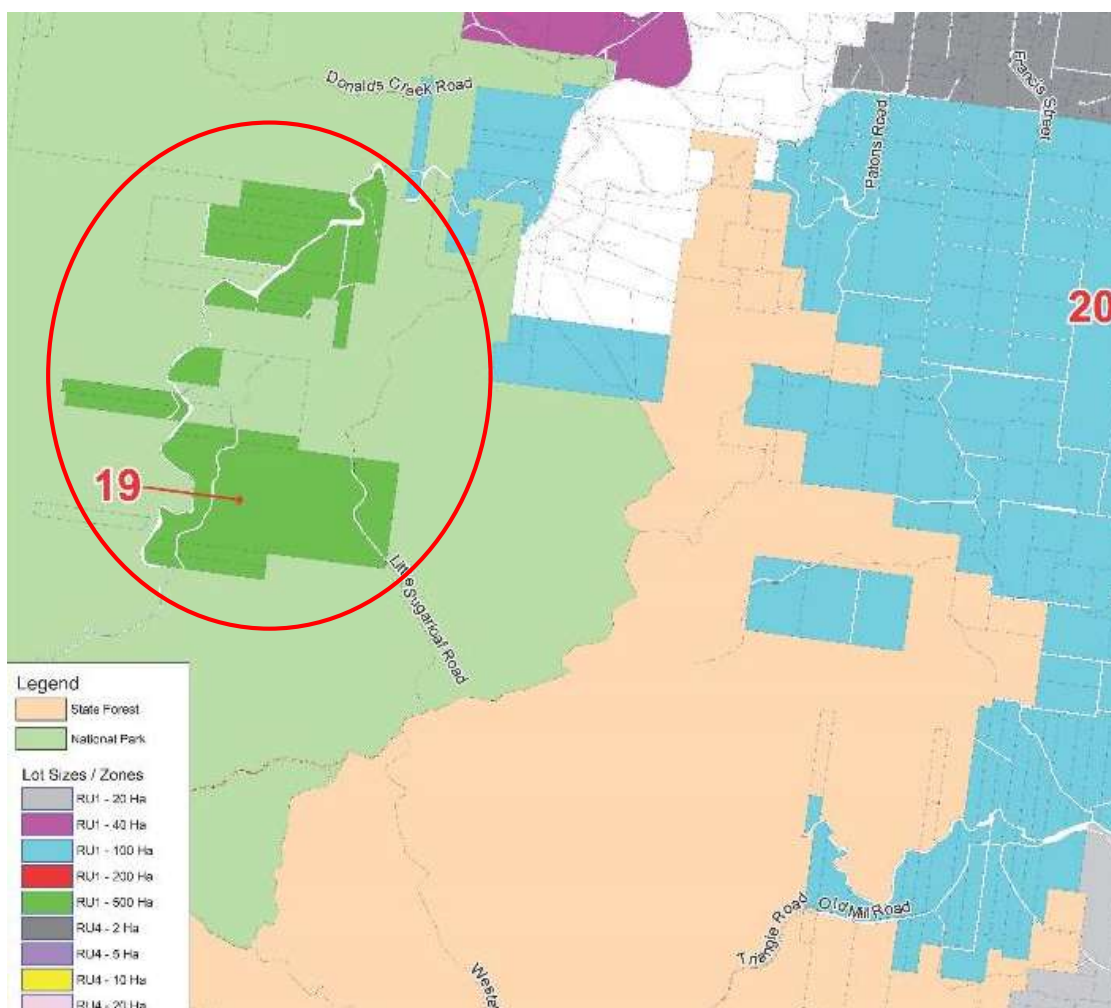 Donalds Creek Road
Francis Street
Patons Road
20
19
Little Sugarloaf Road
Legend
State Forest
National Park
Lot Sizes / Zones
RU1 - 20 Ha
RU1 - 40 Ha
RU1 - 100 Ha
RU1 - 200 Ha
RU1 - 500 Ha
RU4 - 2 Ha
RU4 - 5 Ha
RU4 - 10 Ha
RU4 - 20 Ha
Old Mill Road
Triangle Road